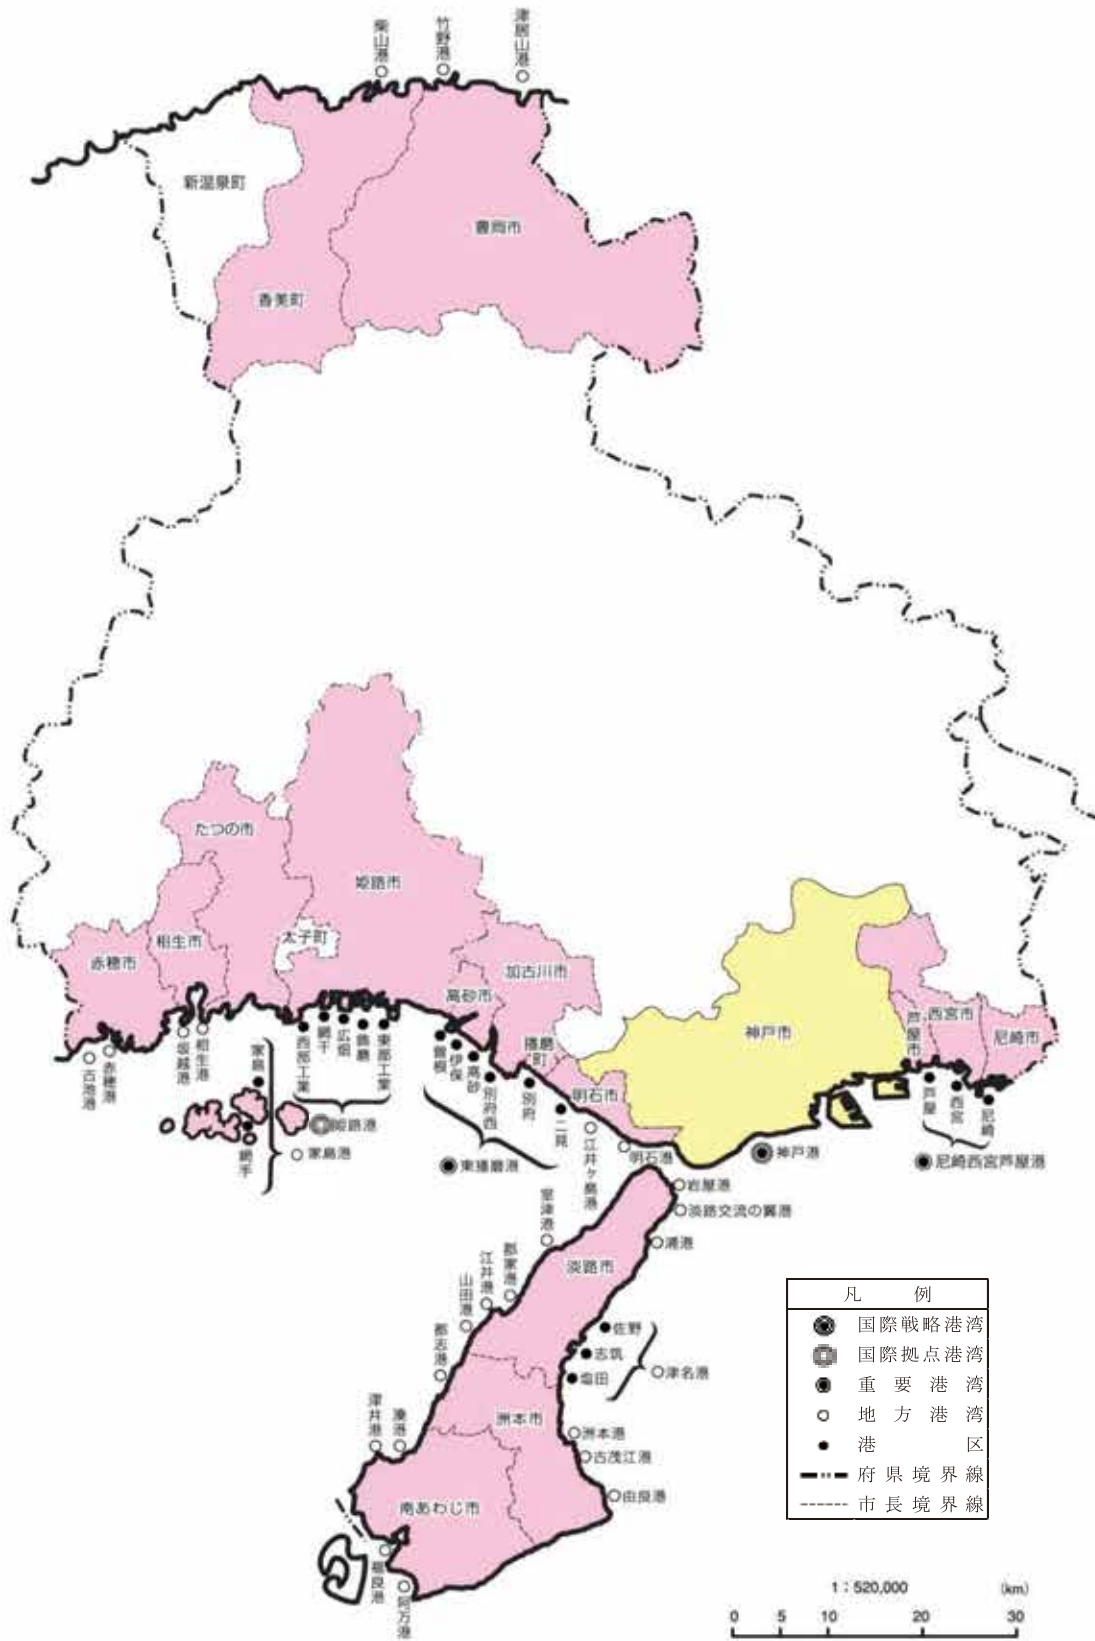 柴山港
竹野港
津居山港
新温泉町
豊岡市
香美町
たつの市
姫路市
相生市
太子町
赤穂市
加古川市
高砂市
播磨町
明石市
神戸市
芦屋市
西宮市
尼崎市
古池港
赤穂港
坂越港
相生港
家島
網手
西部工業
網干
広畑
飾磨
東部工業
姫路港
家島港
曽根
伊保
高砂
別府西
別府
二見
東播磨港
江井ヶ島港
明石港
神戸港
芦屋
西宮
尼崎
尼崎西宮芦屋港
岩屋港
淡路交流の翼港
浦港
室津港
郡家港
江井港
山田港
都志港
湊港
津井港
淡路市
佐野
志筑
塩田
津名港
洲本市
洲本港
古茂江港
由良港
南あわじ市
福良港
阿万港
凡例
国際戦略港湾
国際拠点港湾
重要港湾
地方港湾
港区
府県境界線
市長境界線
1:520,000 (km)
0 5 10 20 30